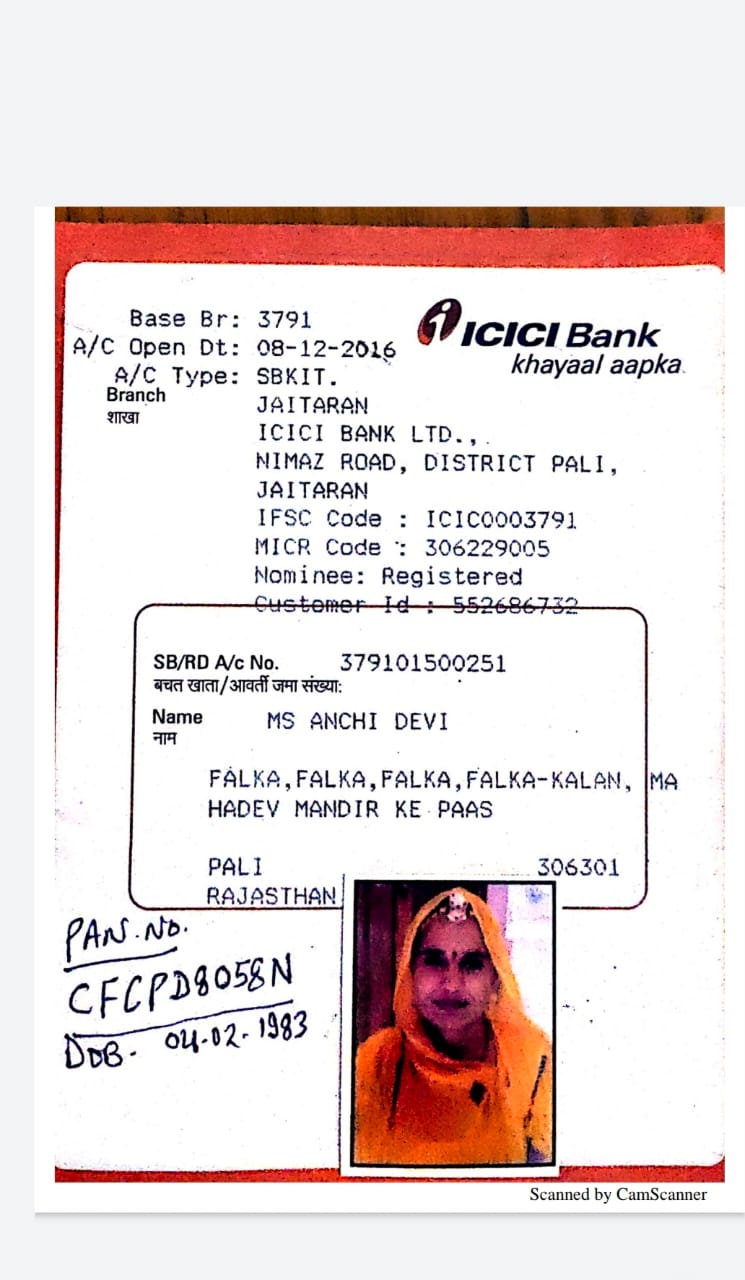 Base Br: 3791
ICICI Bank
A/C Open Dt: 08-12-2016
khayaal aapka
A/C Type: SBKIT.
Branch
शाखा
JAITARAN
ICICI BANK LTD.,.
NIMAZ ROAD, DISTRICT PALI,
JAITARAN
IFSC Code : ICIC0003791
MICR Code : 306229005
Nominee: Registered
Customer Id : 552686732
SB/RD A/c No. 379101500251
बचत खाता/आवर्ती जमा संख्या:
Name MS ANCHI DEVI
नाम
FALKA,FALKA,FALKA,FALKA-KALAN, MA
HADEV MANDIR KE PAAS
PALI 306301
RAJASTHAN
PAN. No.
CFCPD8058N
DOB- 04-02-1983
Scanned by CamScanner